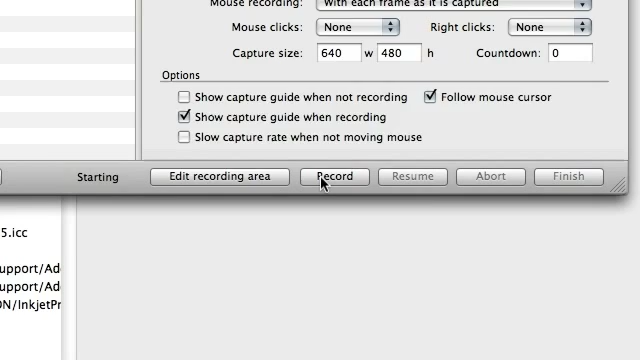 Mouse recording: With each frame as it is captured
Mouse clicks: None Right clicks: None
Capture size: 640 w 480 h Countdown: 0
Options
Show capture guide when not recording Follow mouse cursor
Show capture guide when recording
Slow capture rate when not moving mouse
Starting Edit recording area Record Resume Abort Finish
5.icc
upport/Ad
upport/Ad
ON/InkjetPr